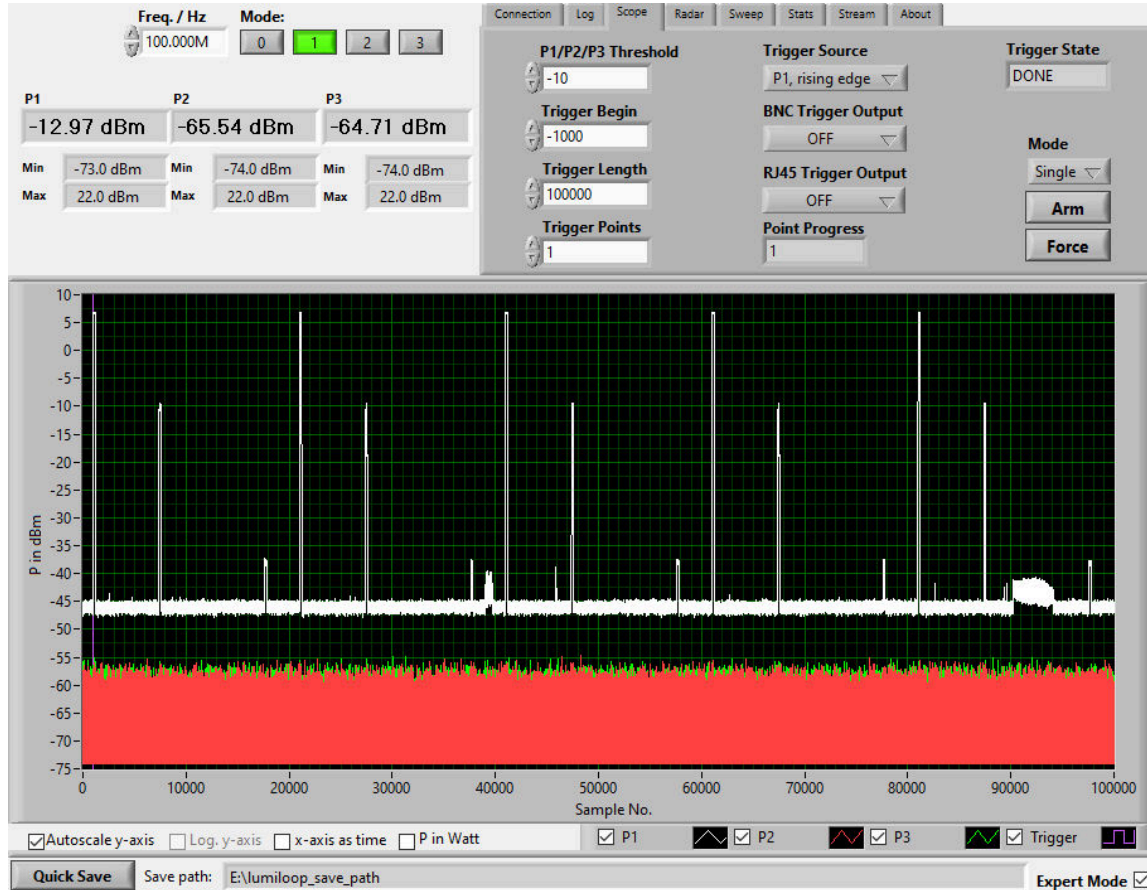 Freq. / Hz Mode:
100.000M 0 1 2 3
P1 P2 P3
-12.97 dBm -65.54 dBm -64.71 dBm
Min -73.0 dBm Min -74.0 dBm Min -74.0 dBm
Max 22.0 dBm Max 22.0 dBm Max 22.0 dBm
Connection Log Scope Radar Sweep Stats Stream About
P1/P2/P3 Threshold Trigger Source Trigger State
-10 P1, rising edge DONE
Trigger Begin BNC Trigger Output
-1000 OFF Mode
Trigger Length RJ45 Trigger Output Single
100000 OFF Arm
Trigger Points Point Progress
1 1 Force
10
5
0
-5
-10
-15
-20
-25
-30
-35
-40
-45
-50
-55
-60
-65
-70
-75
P in dBm
0 10000 20000 30000 40000 50000 60000 70000 80000 90000 100000
Sample No.
Autoscale y-axis Log. y-axis x-axis as time P in Watt P1 P2 P3 Trigger
Quick Save Save path: E:\lumiloop_save_path Expert Mode